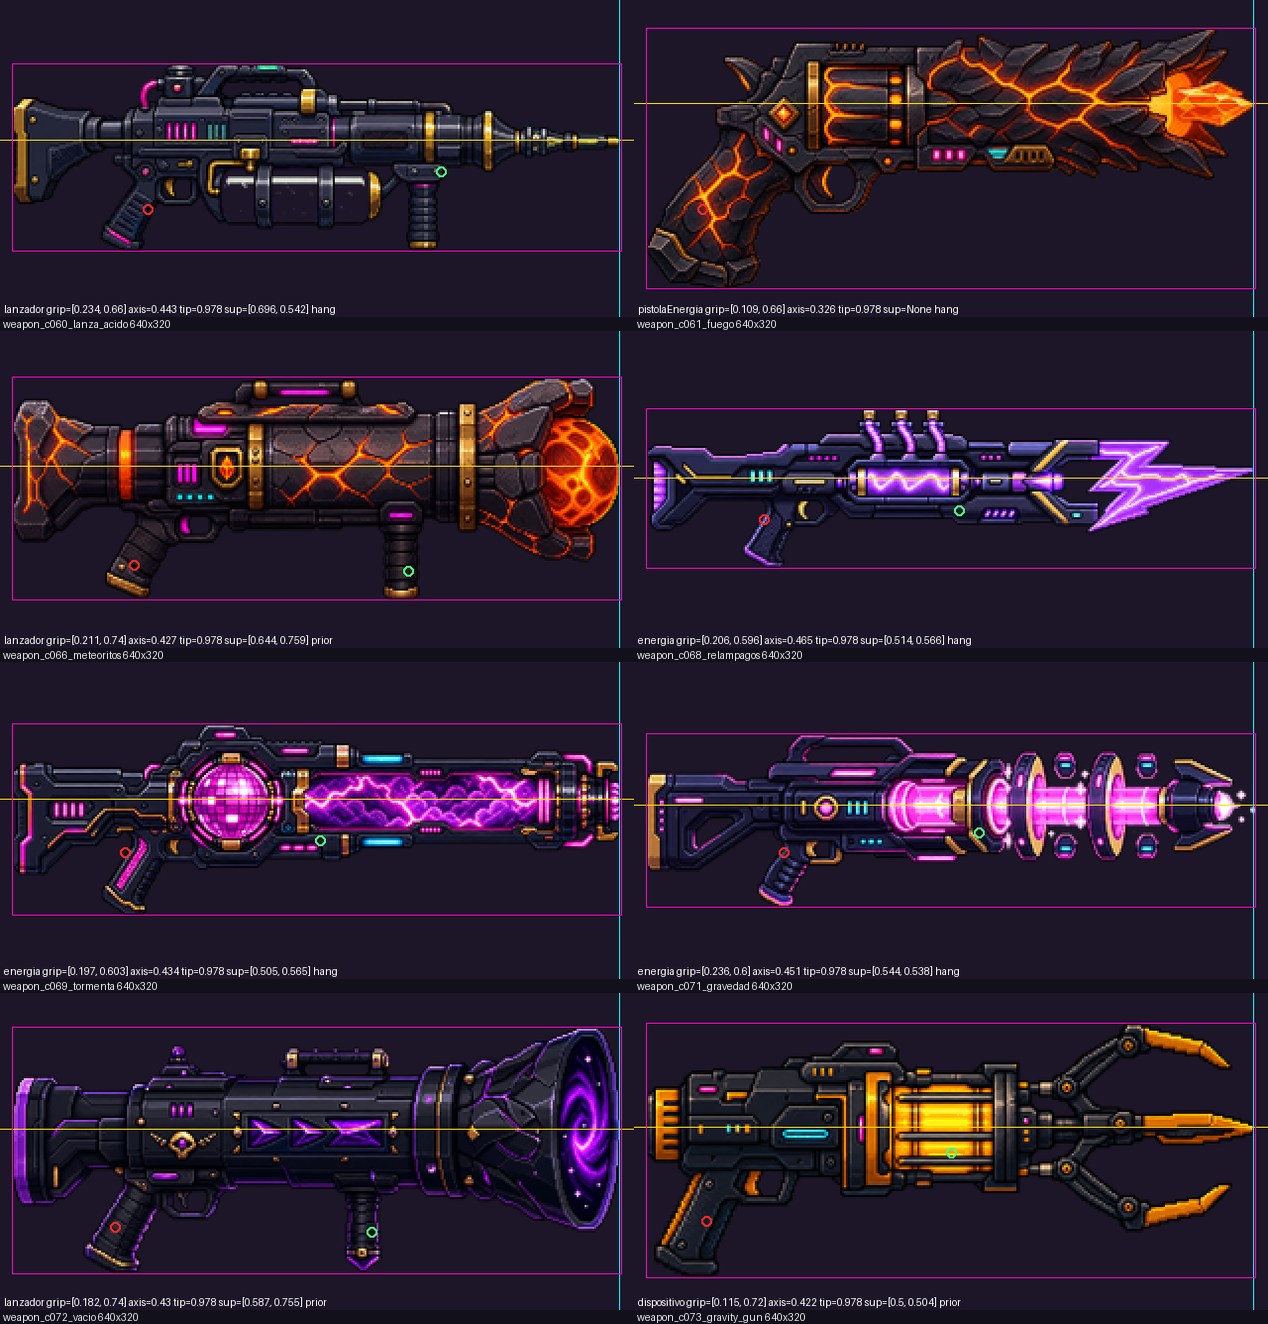 lanzador grip=[0.234, 0.66] axis=0.443 tip=0.978 sup=[0.696, 0.542] hang
weapon_c060_lanza_acido 640x320
pistolaEnergia grip=[0.109, 0.66] axis=0.326 tip=0.978 sup=None hang
weapon_c061_fuego 640x320
lanzador grip=[0.211, 0.74] axis=0.427 tip=0.978 sup=[0.644, 0.759] prior
weapon_c066_meteoritos 640x320
energia grip=[0.206, 0.596] axis=0.465 tip=0.978 sup=[0.514, 0.566] hang
weapon_c068_relampagos 640x320
energia grip=[0.197, 0.603] axis=0.434 tip=0.978 sup=[0.505, 0.565] hang
weapon_c069_tormenta 640x320
energia grip=[0.236, 0.6] axis=0.451 tip=0.978 sup=[0.544, 0.538] hang
weapon_c071_gravedad 640x320
lanzador grip=[0.182, 0.74] axis=0.43 tip=0.978 sup=[0.587, 0.755] prior
weapon_c072_vacio 640x320
dispositivo grip=[0.115, 0.72] axis=0.422 tip=0.978 sup=[0.5, 0.504] prior
weapon_c073_gravity_gun 640x320